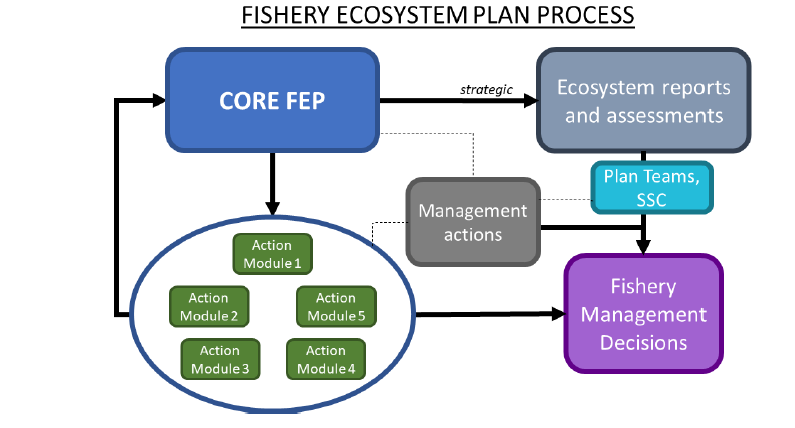 FISHERY ECOSYSTEM PLAN PROCESS
CORE FEP
strategic
Ecosystem reports
and assessments
Plan Teams,
SSC
Management
actions
Action
Module 1
Action
Module 2
Action
Module 5
Action
Module 3
Action
Module 4
Fishery
Management
Decisions